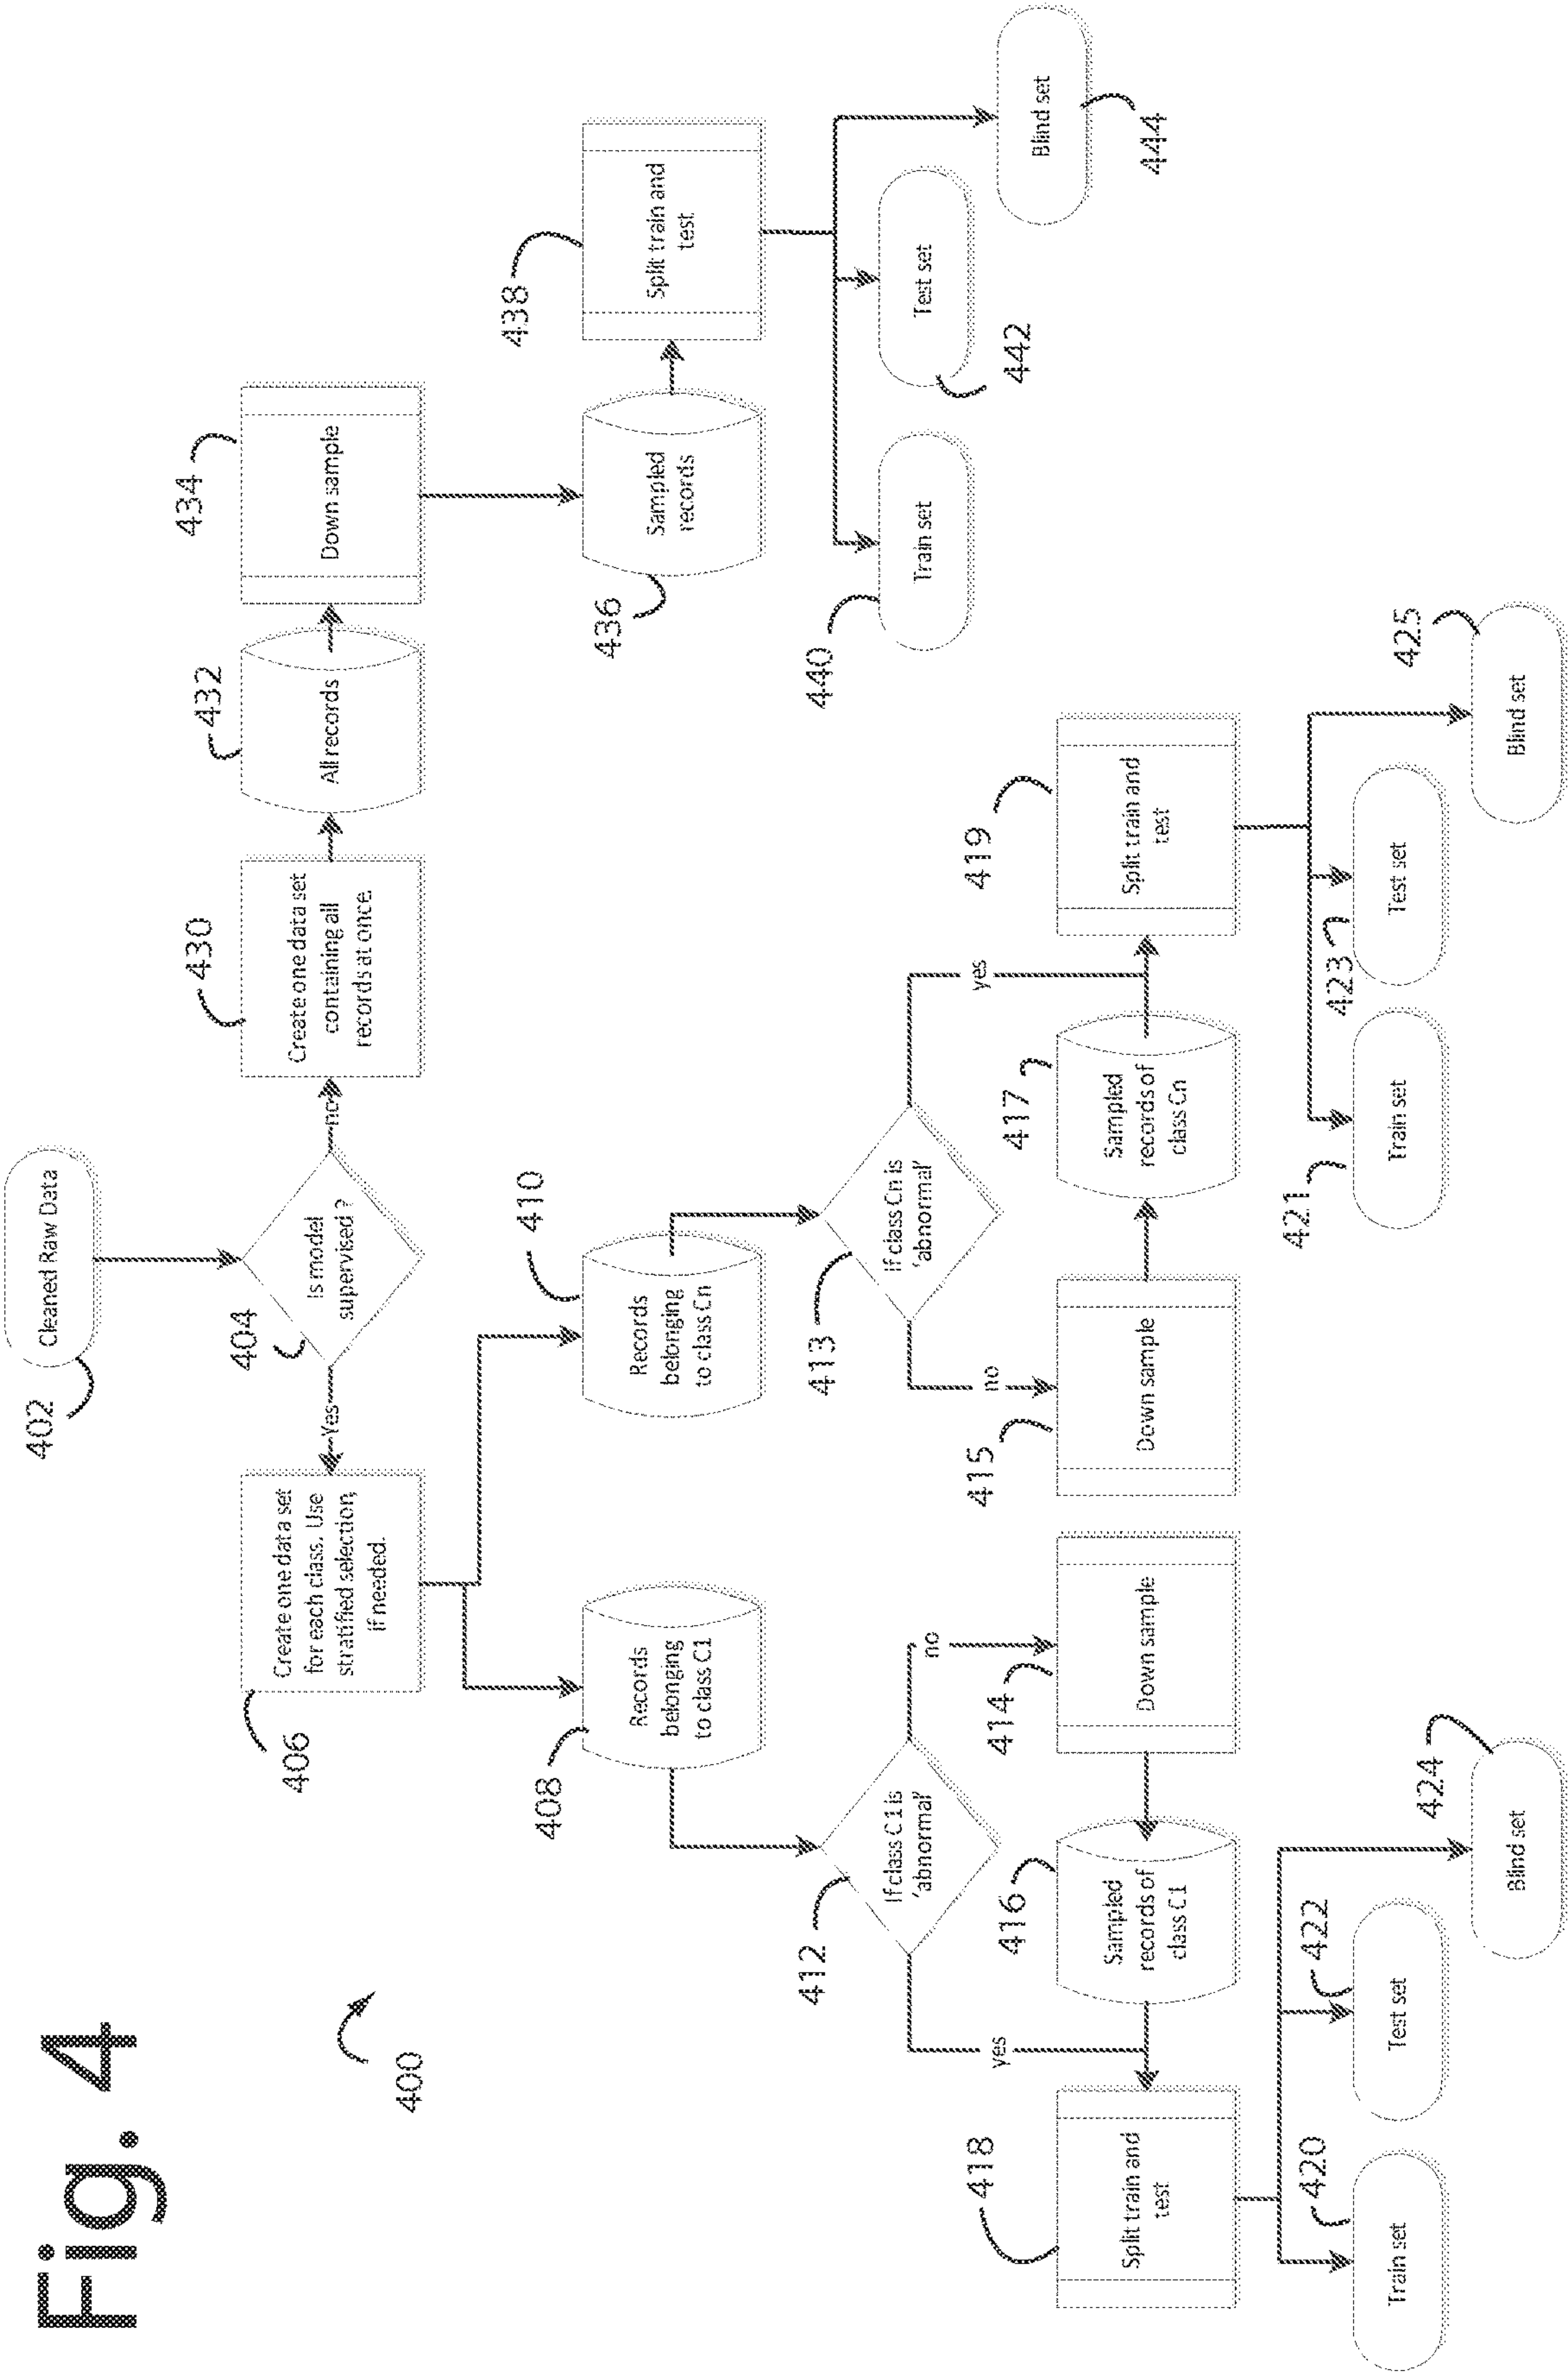 Fig. 4
400
402
Cleaned Raw Data
404
Is model
supervised ?
Yes
no
406
Create one data set
for each class. Use
stratified selection,
if needed.
430
Create one data set
containing all
records at once.
432
All records
434
Down sample
408
Records
belonging
to class C1
410
Records
belonging
to class Cn
436
Sampled
records
438
Split train and
test
412
If class C1 is
'abnormal'
yes
no
413
If class Cn is
'abnormal'
no
yes
440
Train set
442
Test set
444
Blind set
418
Split train and
test
416
Sampled
records of
class C1
414
Down sample
415
Down sample
417
Sampled
records of
class Cn
419
Split train and
test
420
Train set
422
Test set
424
Blind set
421
Train set
423
Test set
425
Blind set